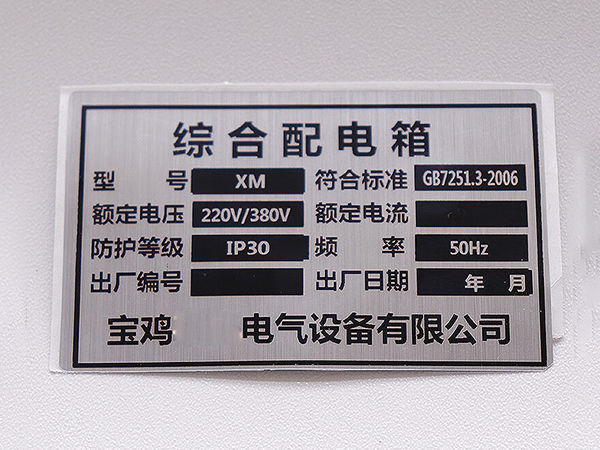 综合配电箱
型号 XM 符合标准 GB7251.3-2006
额定电压 220V/380V 额定电流
防护等级 IP30 频率 50Hz
出厂编号 出厂日期 年 月
宝鸡 电气设备有限公司